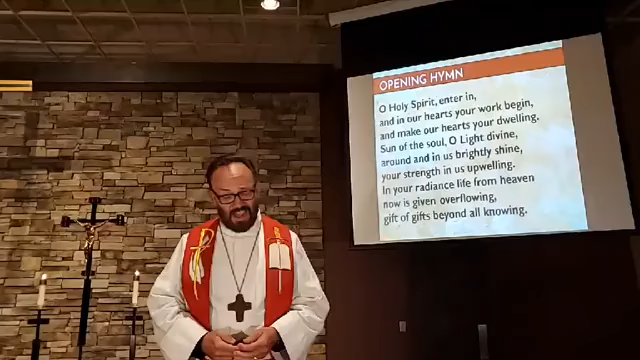 OPENING HYMN
O Holy Spirit, enter in,
and in our hearts your work begin,
and make our hearts your dwelling.
Sun of the soul, O Light divine,
around and in us brightly shine,
your strength in us upwelling.
In your radiance life from heaven
now is given overflowing,
gift of gifts beyond all knowing.